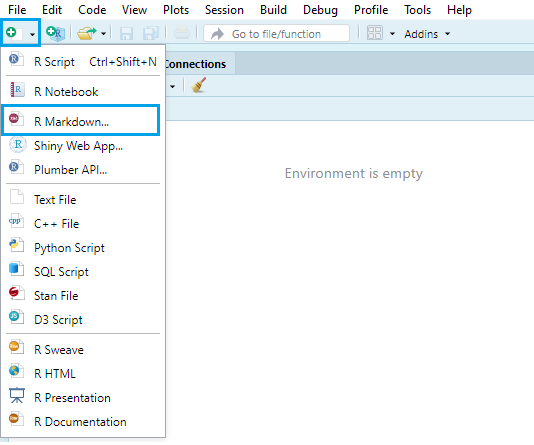 File Edit Code View Plots Session Build Debug Profile Tools Help
Go to file/function Addins
R Script Ctrl+Shift+N
Connections
R Notebook
R Markdown...
Shiny Web App...
Plumber API...
Environment is empty
Text File
C++ File
Python Script
SQL Script
Stan File
D3 Script
R Sweave
R HTML
R Presentation
R Documentation